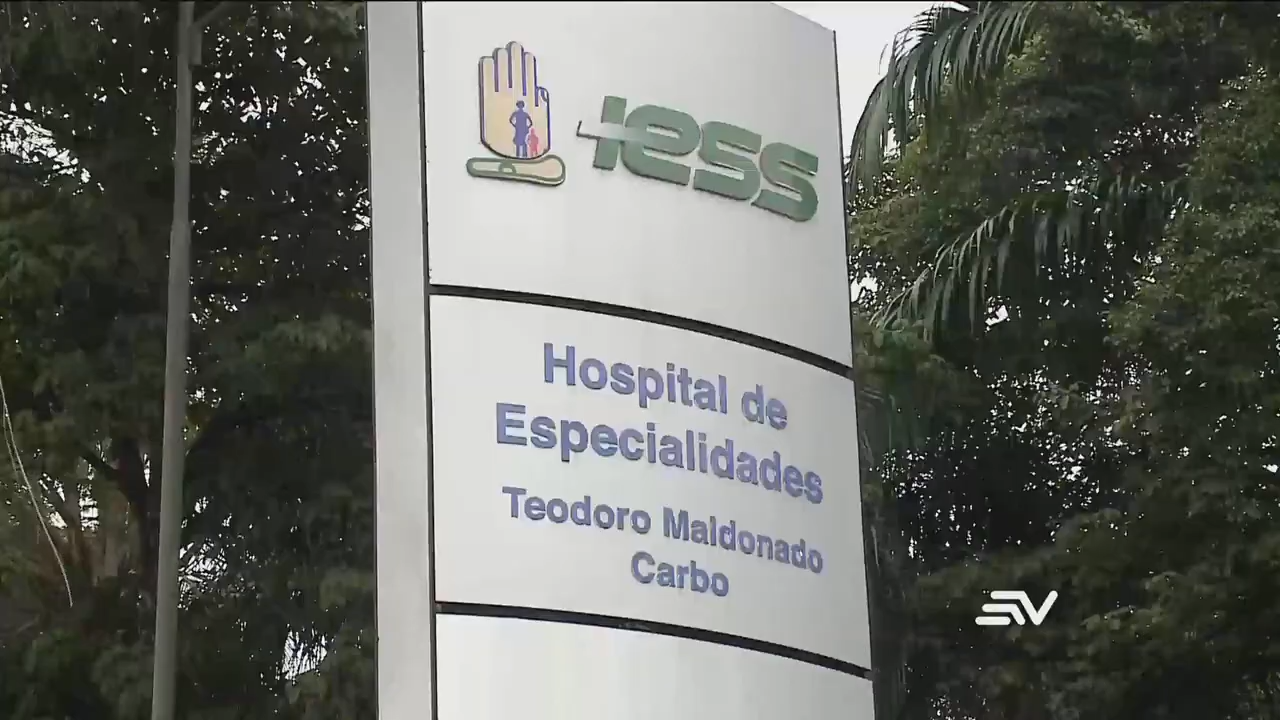 IESS
Hospital de
Especialidades
Teodoro Maldonado
Carbo